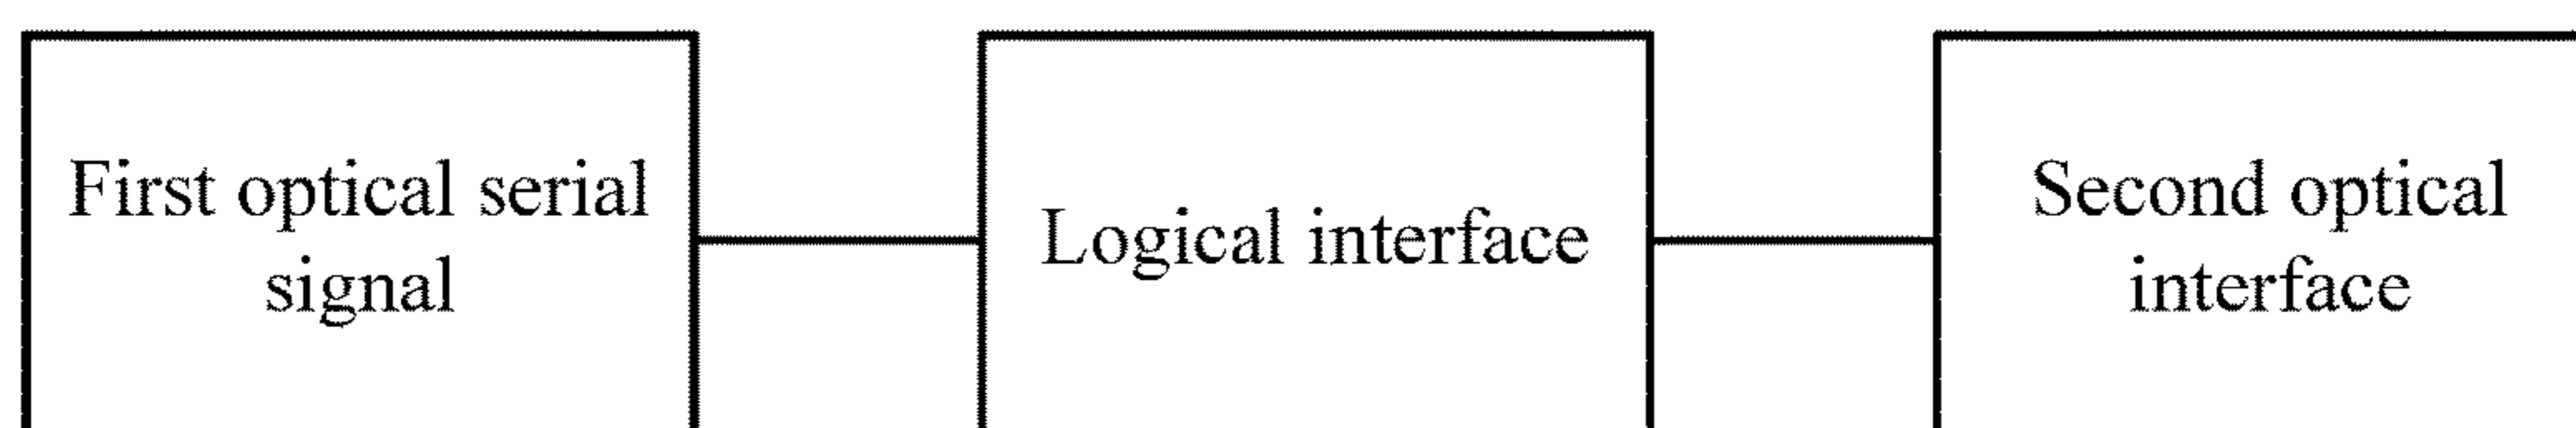 First optical serial
signal
Logical interface
Second optical
interface